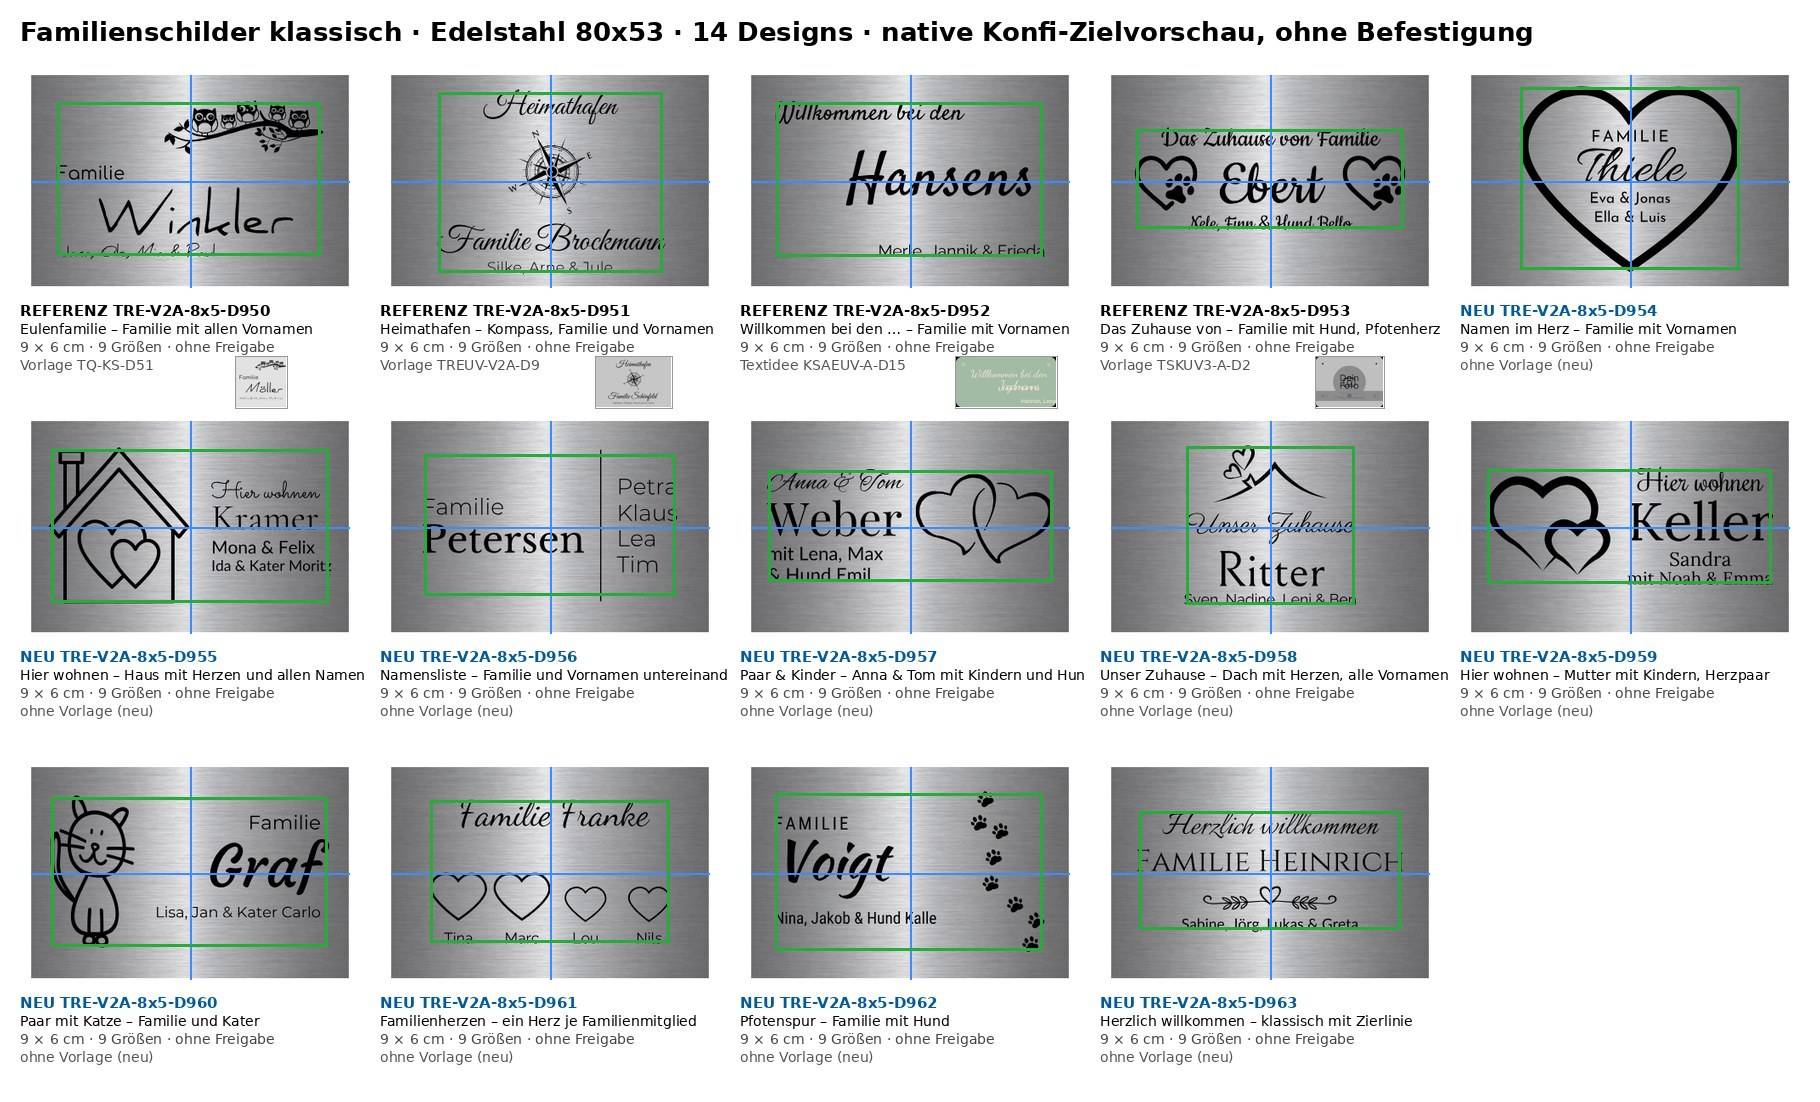 Familienschilder klassisch · Edelstahl 80x53 · 14 Designs · native Konfi-Zielvorschau, ohne Befestigung
Familie
Winkler
REFERENZ TRE-V2A-8x5-D950
Eulenfamilie – Familie mit allen Vornamen
9 × 6 cm · 9 Größen · ohne Freigabe
Vorlage TQ-KS-D51
Familie
Möller
Heimathafen
N
E
W
S
Familie Brockmann
Silke, Arne & Jule
REFERENZ TRE-V2A-8x5-D951
Heimathafen – Kompass, Familie und Vornamen
9 × 6 cm · 9 Größen · ohne Freigabe
Vorlage TREUV-V2A-D9
Heimathafen
Familie Schönfeld
Willkommen bei den
Hansens
Merle, Jannik & Frieda
REFERENZ TRE-V2A-8x5-D952
Willkommen bei den ... – Familie mit Vornamen
9 × 6 cm · 9 Größen · ohne Freigabe
Textidee KSAEUV-A-D15
Willkommen bei den
Das Zuhause von Familie
Ebert
Nele, Finn & Hund Bello
REFERENZ TRE-V2A-8x5-D953
Das Zuhause von – Familie mit Hund, Pfotenherz
9 × 6 cm · 9 Größen · ohne Freigabe
Vorlage TSKUV3-A-D2
Dein
Foto
FAMILIE
Thiele
Eva & Jonas
Ella & Luis
NEU TRE-V2A-8x5-D954
Namen im Herz – Familie mit Vornamen
9 × 6 cm · 9 Größen · ohne Freigabe
ohne Vorlage (neu)
Hier wohnen
Kramer
Mona & Felix
Ida & Kater Moritz
NEU TRE-V2A-8x5-D955
Hier wohnen – Haus mit Herzen und allen Namen
9 × 6 cm · 9 Größen · ohne Freigabe
ohne Vorlage (neu)
Familie
Petersen
Petra
Klaus
Lea
Tim
NEU TRE-V2A-8x5-D956
Namensliste – Familie und Vornamen untereinand
9 × 6 cm · 9 Größen · ohne Freigabe
ohne Vorlage (neu)
Anna & Tom
Weber
mit Lena, Max
& Hund Emil
NEU TRE-V2A-8x5-D957
Paar & Kinder – Anna & Tom mit Kindern und Hun
9 × 6 cm · 9 Größen · ohne Freigabe
ohne Vorlage (neu)
Unser Zuhause
Ritter
Sven, Nadine, Leni & Ben
NEU TRE-V2A-8x5-D958
Unser Zuhause – Dach mit Herzen, alle Vornamen
9 × 6 cm · 9 Größen · ohne Freigabe
ohne Vorlage (neu)
Hier wohnen
Keller
Sandra
mit Noah & Emma
NEU TRE-V2A-8x5-D959
Hier wohnen – Mutter mit Kindern, Herzpaar
9 × 6 cm · 9 Größen · ohne Freigabe
ohne Vorlage (neu)
Familie
Graf
Lisa, Jan & Kater Carlo
NEU TRE-V2A-8x5-D960
Paar mit Katze – Familie und Kater
9 × 6 cm · 9 Größen · ohne Freigabe
ohne Vorlage (neu)
Familie Franke
Tina Marc Lou Nils
NEU TRE-V2A-8x5-D961
Familienherzen – ein Herz je Familienmitglied
9 × 6 cm · 9 Größen · ohne Freigabe
ohne Vorlage (neu)
FAMILIE
Voigt
Nina, Jakob & Hund Kalle
NEU TRE-V2A-8x5-D962
Pfotenspur – Familie mit Hund
9 × 6 cm · 9 Größen · ohne Freigabe
ohne Vorlage (neu)
Herzlich willkommen
FAMILIE HEINRICH
Sabine, Jörg, Lukas & Greta
NEU TRE-V2A-8x5-D963
Herzlich willkommen – klassisch mit Zierlinie
9 × 6 cm · 9 Größen · ohne Freigabe
ohne Vorlage (neu)